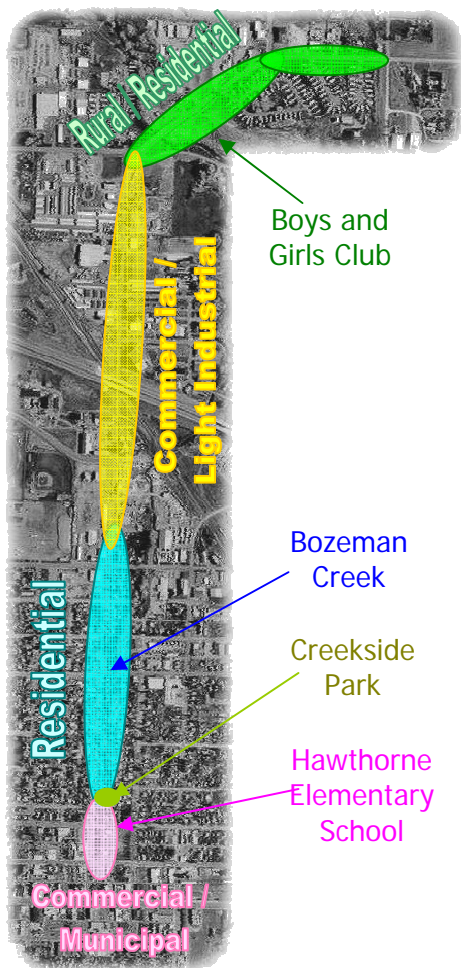 Rural / Residential
Boys and
Girls Club
Commercial /
Light Industrial
Bozeman
Creek
Residential
Creekside
Park
Hawthorne
Elementary
School
Commercial /
Municipal